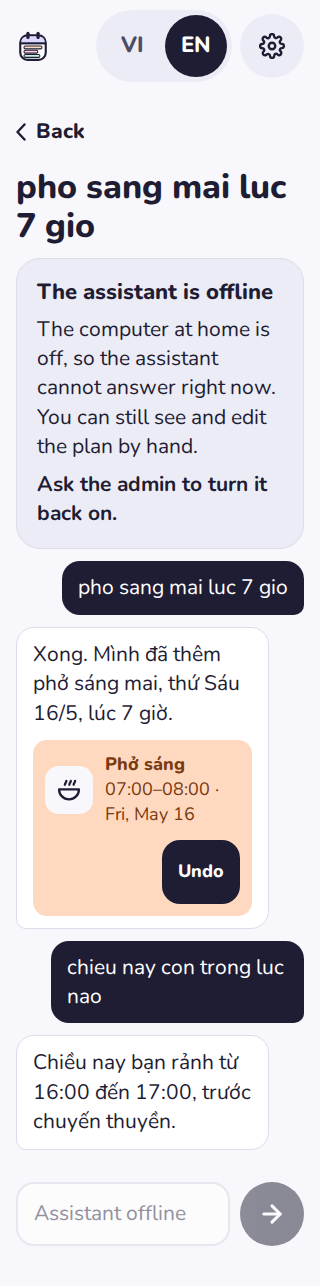 VI
EN
Back
pho sang mai luc
7 gio
The assistant is offline
The computer at home is
off, so the assistant
cannot answer right now.
You can still see and edit
the plan by hand.
Ask the admin to turn it
back on.
pho sang mai luc 7 gio
Xong. Mình đã thêm
phở sáng mai, thứ Sáu
16/5, lúc 7 giờ.
Phở sáng
07:00–08:00 ·
Fri, May 16
Undo
chieu nay con trong luc
nao
Chiều nay bạn rảnh từ
16:00 đến 17:00, trước
chuyến thuyền.
Assistant offline